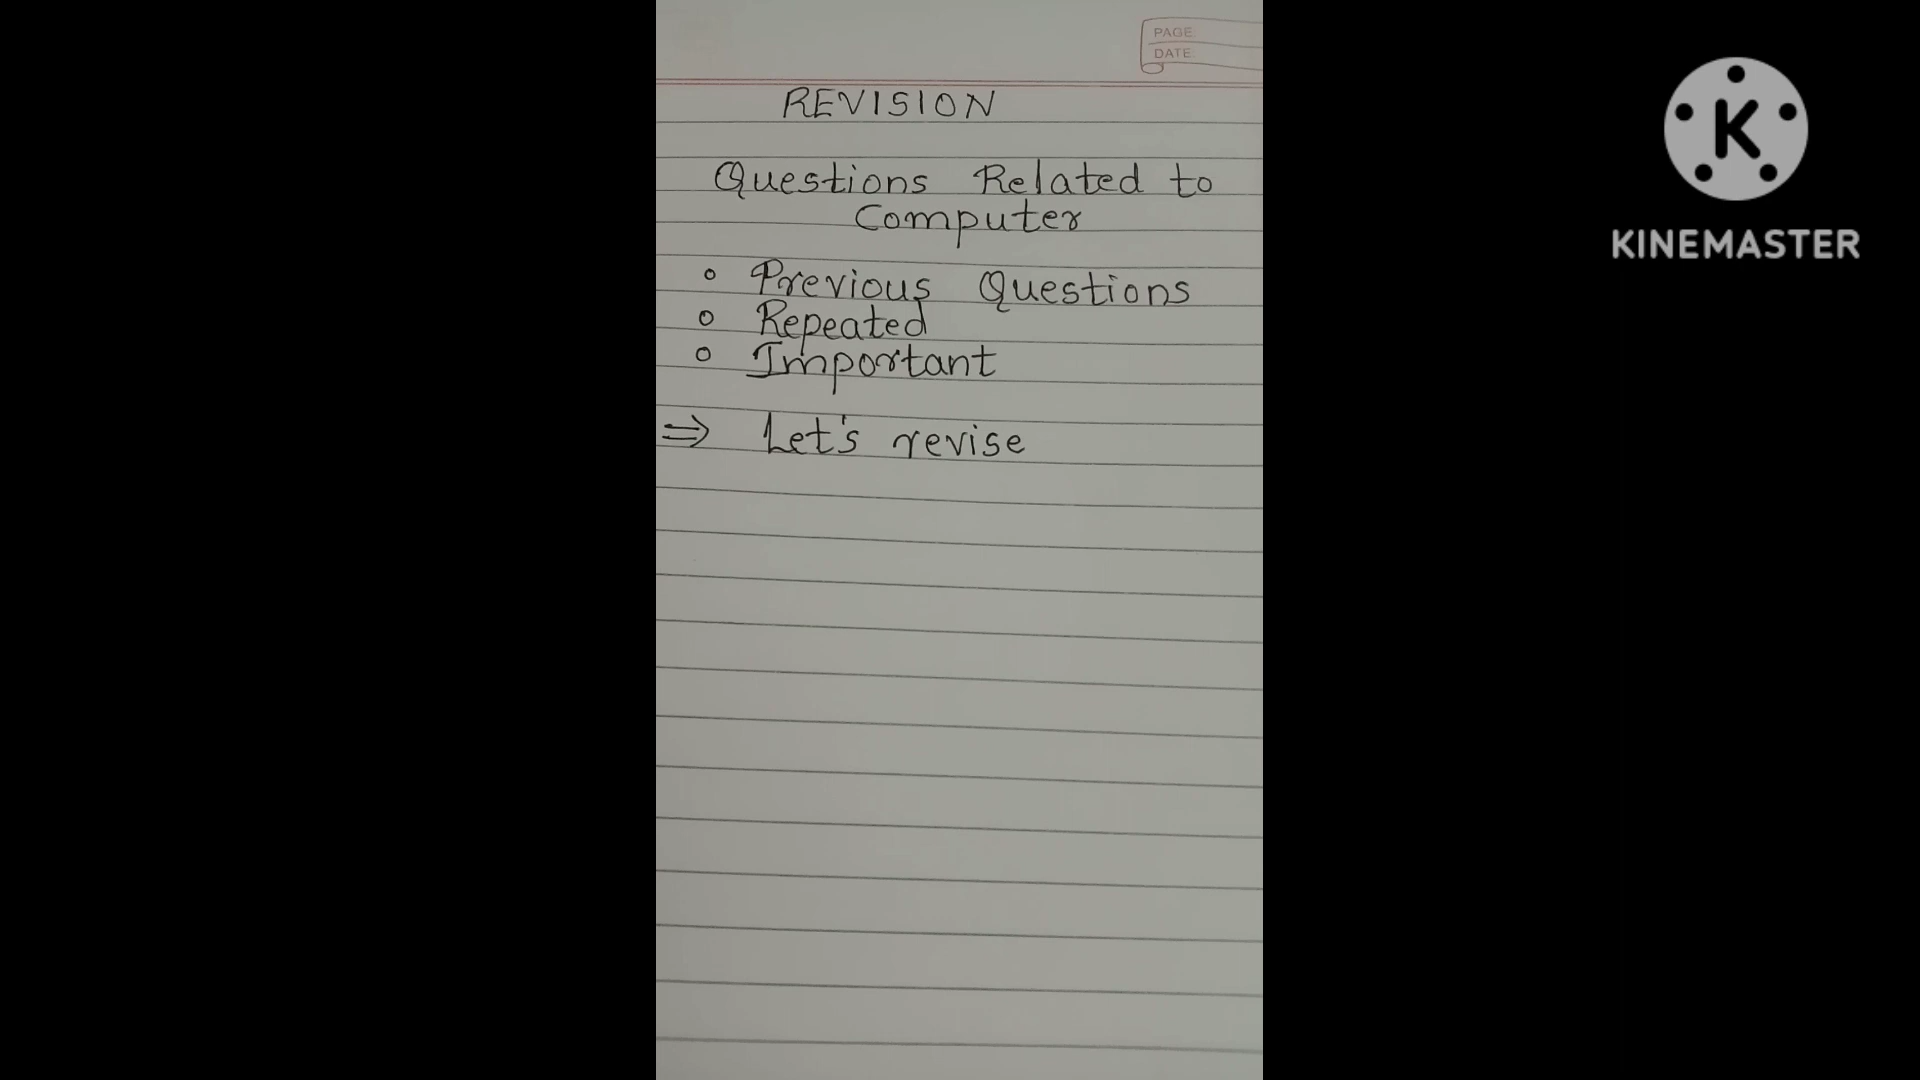 PAGE
DATE
REVISION
Questions Related to
Computer
Previous Questions
Repeated
Important
⇒ Let's revise
K
KINEMASTER